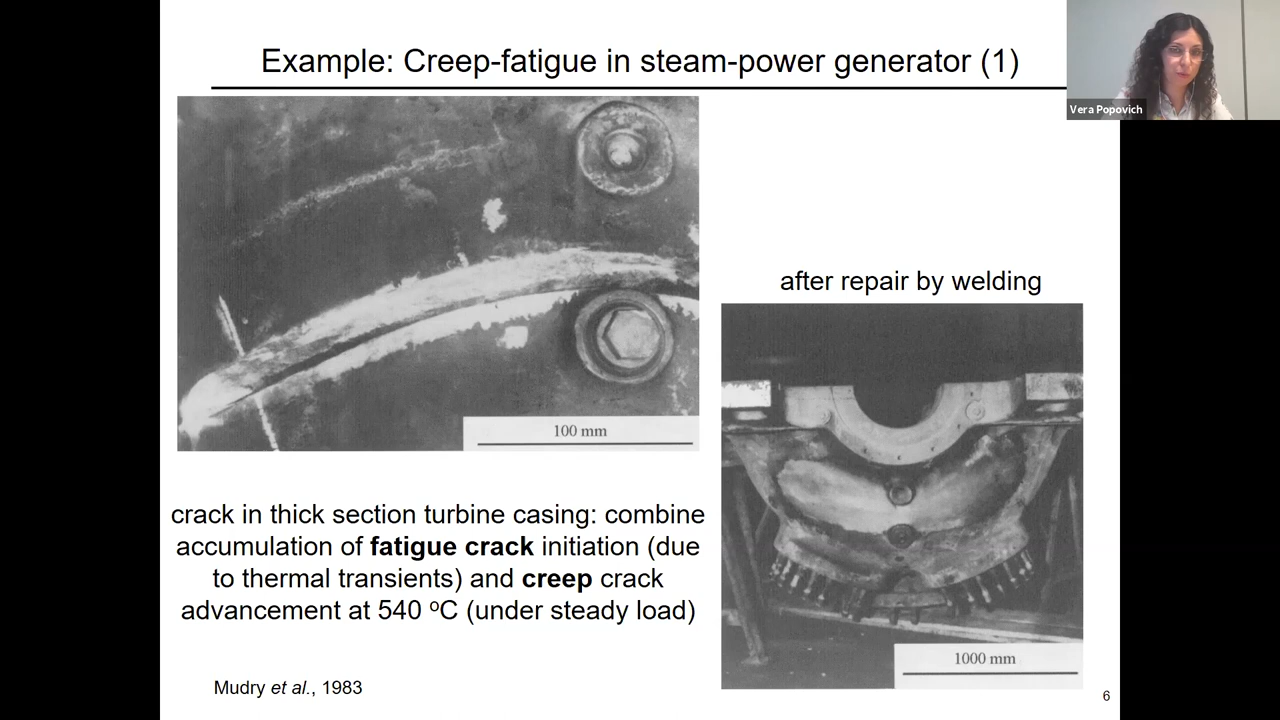 Example: Creep-fatigue in steam-power generator (1)
Vera Popovich
100 mm
after repair by welding
1000 mm
crack in thick section turbine casing: combine
accumulation of fatigue crack initiation (due
to thermal transients) and creep crack
advancement at 540 ºC (under steady load)
Mudry et al., 1983
6